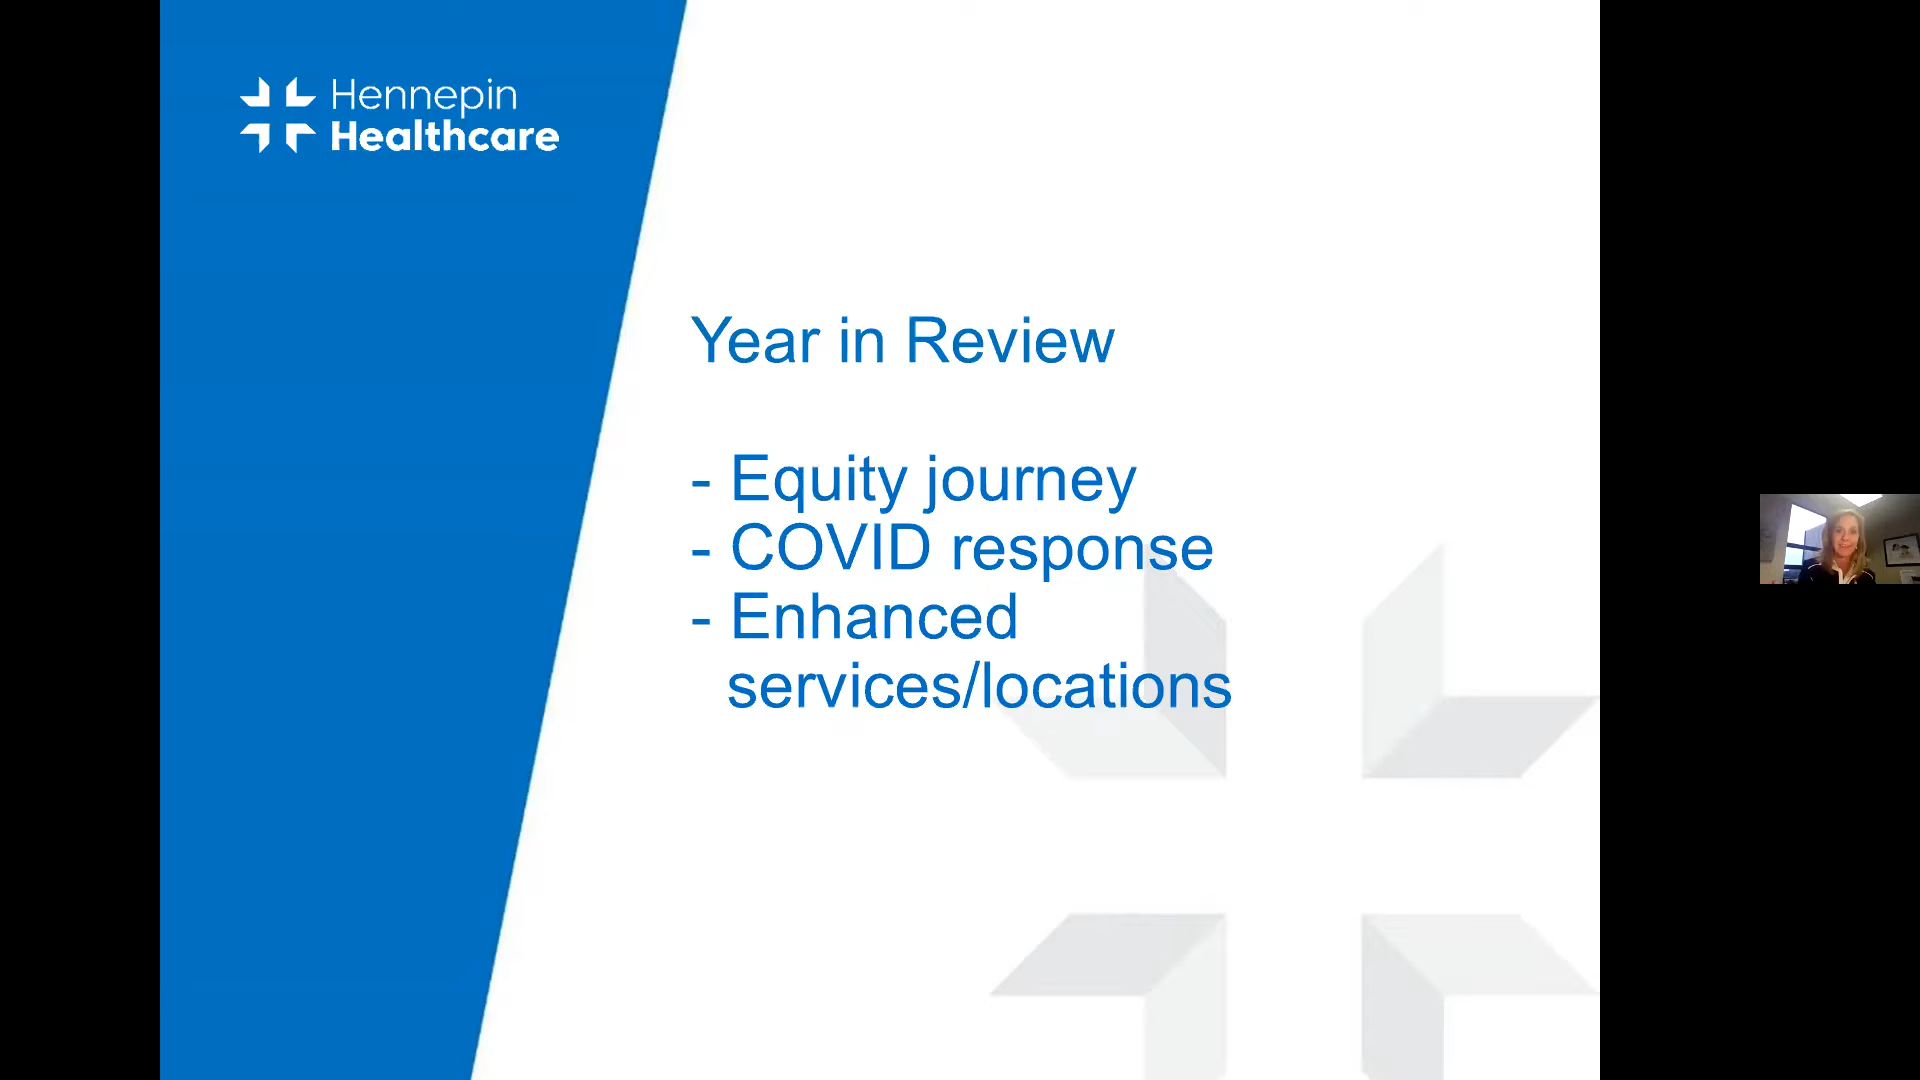 Hennepin
Healthcare
Year in Review
- Equity journey
- COVID response
- Enhanced
services/locations